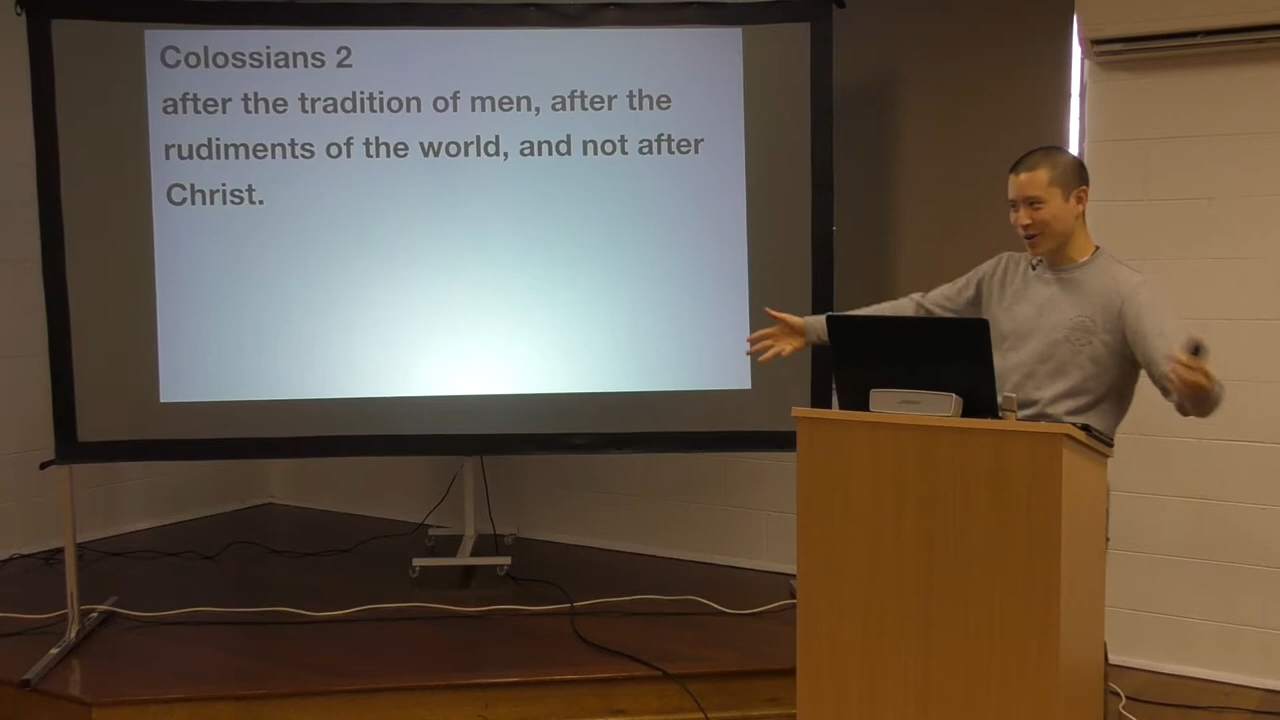 Colossians 2
after the tradition of men, after the
rudiments of the world, and not after
Christ.